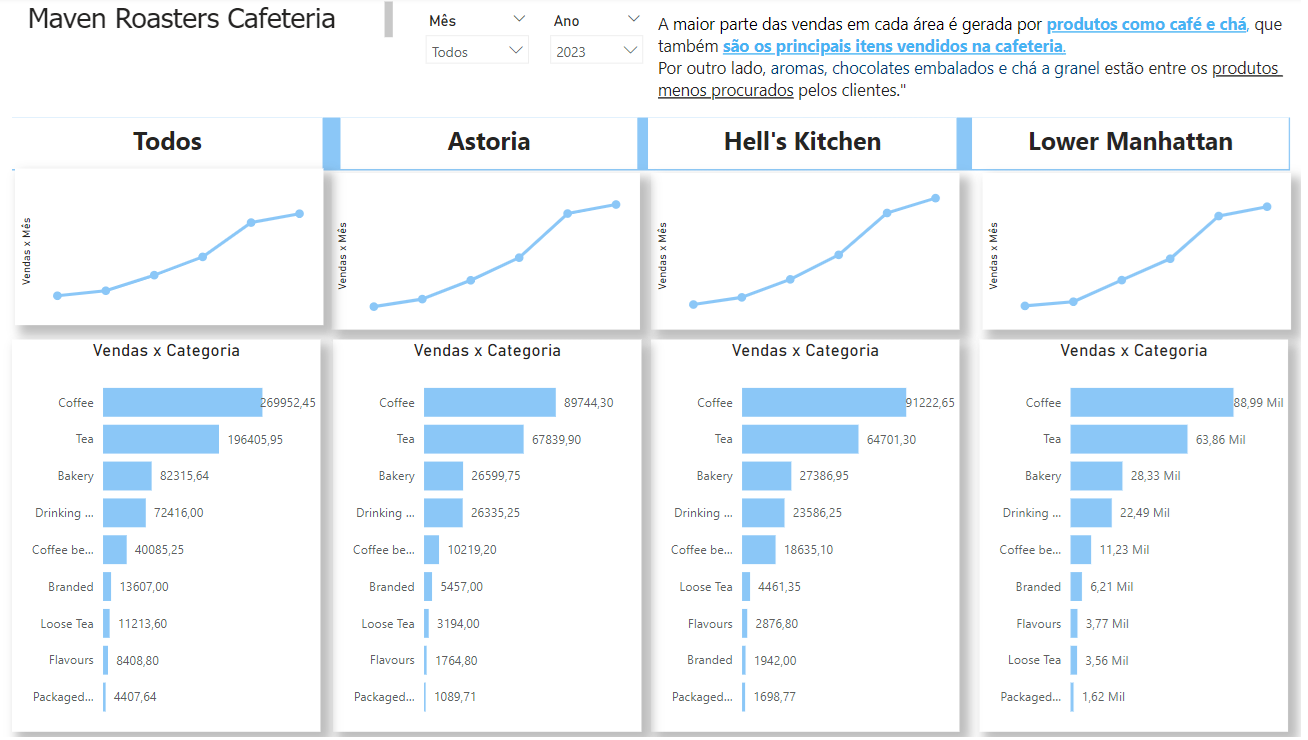 Maven Roasters Cafeteria
Mês
Ano
Todos
2023
A maior parte das vendas em cada área é gerada por produtos como café e chá, que
também são os principais itens vendidos na cafeteria.
Por outro lado, aromas, chocolates embalados e chá a granel estão entre os produtos
menos procurados pelos clientes."
Todos
Astoria
Hell's Kitchen
Lower Manhattan
Vendas x Mês
Vendas x Mês
Vendas x Mês
Vendas x Mês
Vendas x Categoria
Coffee 269952,45
Tea 196405,95
Bakery 82315,64
Drinking ... 72416,00
Coffee be... 40085,25
Branded 13607,00
Loose Tea 11213,60
Flavours 8408,80
Packaged... 4407,64
Vendas x Categoria
Coffee 89744,30
Tea 67839,90
Bakery 26599,75
Drinking ... 26335,25
Coffee be... 10219,20
Branded 5457,00
Loose Tea 3194,00
Flavours 1764,80
Packaged... 1089,71
Vendas x Categoria
Coffee 91222,65
Tea 64701,30
Bakery 27386,95
Drinking ... 23586,25
Coffee be... 18635,10
Loose Tea 4461,35
Flavours 2876,80
Branded 1942,00
Packaged... 1698,77
Vendas x Categoria
Coffee 88,99 Mil
Tea 63,86 Mil
Bakery 28,33 Mil
Drinking ... 22,49 Mil
Coffee be... 11,23 Mil
Branded 6,21 Mil
Flavours 3,77 Mil
Loose Tea 3,56 Mil
Packaged... 1,62 Mil